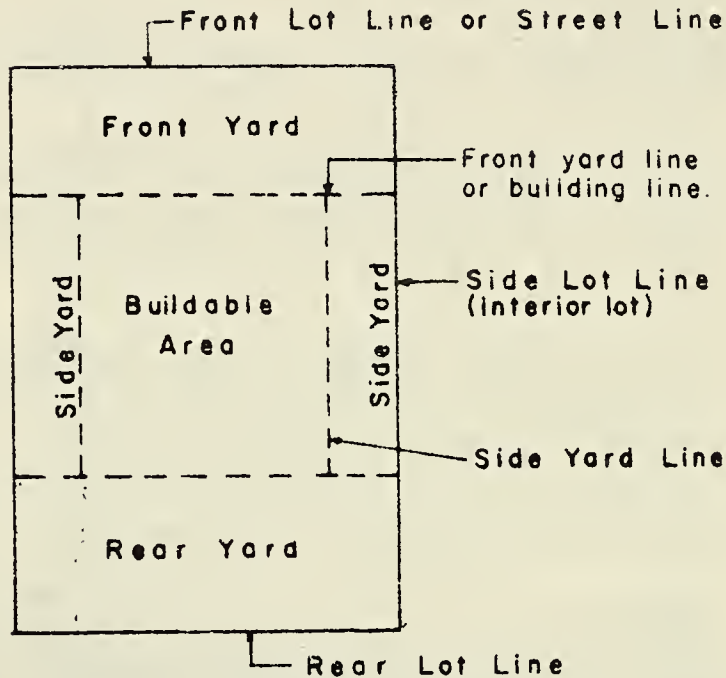 Front Lot Line or Street Line
Front Yard
Front yard line
or building line.
Side Yard
Buildable
Area
Side Yard
Side Lot Line
(interior lot)
Side Yard Line
Rear Yard
Rear Lot Line